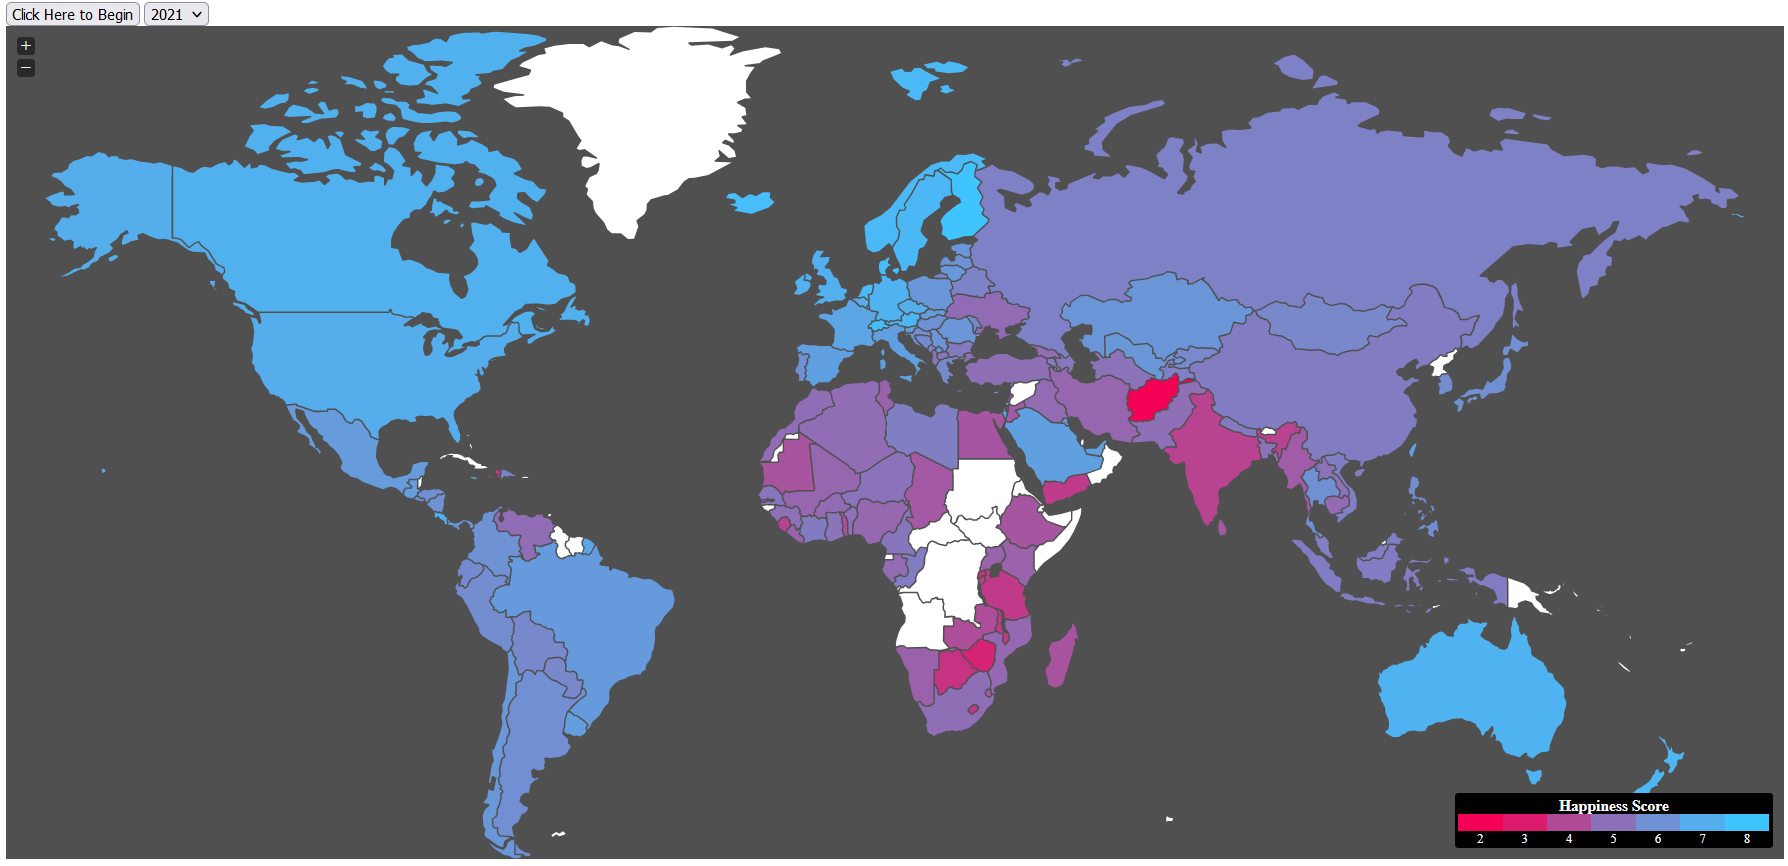 Click Here to Begin 2021
+
−
Happiness Score
2 3 4 5 6 7 8